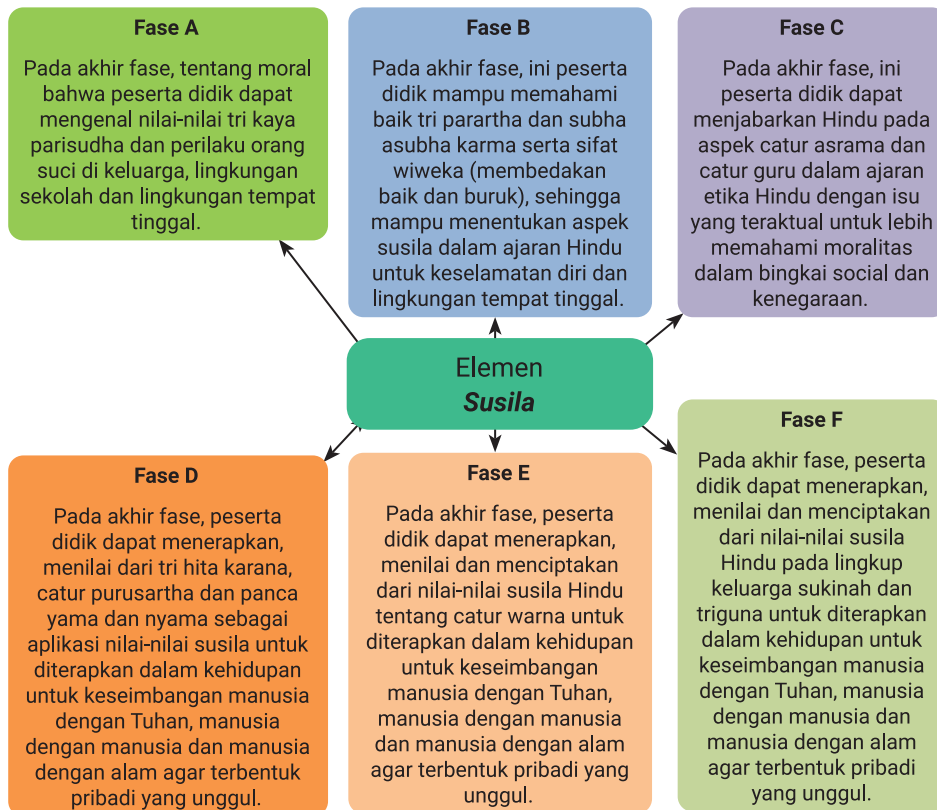 Fase A
Pada akhir fase, tentang moral
bahwa peserta didik dapat
mengenal nilai-nilai tri kaya
parisudha dan perilaku orang
suci di keluarga, lingkungan
sekolah dan lingkungan tempat
tinggal.
Fase B
Pada akhir fase, ini peserta
didik mampu memahami
baik tri parartha dan subha
asubha karma serta sifat
wiweka (membedakan
baik dan buruk), sehingga
mampu menentukan aspek
susila dalam ajaran Hindu
untuk keselamatan diri dan
lingkungan tempat tinggal.
Fase C
Pada akhir fase, ini
peserta didik dapat
menjabarkan Hindu pada
aspek catur asrama dan
catur guru dalam ajaran
etika Hindu dengan isu
yang teraktual untuk lebih
memahami moralitas
dalam bingkai social dan
kenegaraan.
Elemen
Susila
Fase D
Pada akhir fase, peserta
didik dapat menerapkan,
menilai dari tri hita karana,
catur purusartha dan panca
yama dan nyama sebagai
aplikasi nilai-nilai susila untuk
diterapkan dalam kehidupan
untuk keseimbangan manusia
dengan Tuhan, manusia
dengan manusia dan manusia
dengan alam agar terbentuk
pribadi yang unggul.
Fase E
Pada akhir fase, peserta
didik dapat menerapkan,
menilai dan menciptakan
dari nilai-nilai susila Hindu
tentang catur warna untuk
diterapkan dalam kehidupan
untuk keseimbangan
manusia dengan Tuhan,
manusia dengan manusia
dan manusia dengan alam
agar terbentuk pribadi yang
unggul.
Fase F
Pada akhir fase, peserta
didik dapat menerapkan,
menilai dan menciptakan
dari nilai-nilai susila
Hindu pada lingkup
keluarga sukinah dan
triguna untuk diterapkan
dalam kehidupan untuk
keseimbangan manusia
dengan Tuhan, manusia
dengan manusia dan
manusia dengan alam
agar terbentuk pribadi
yang unggul.